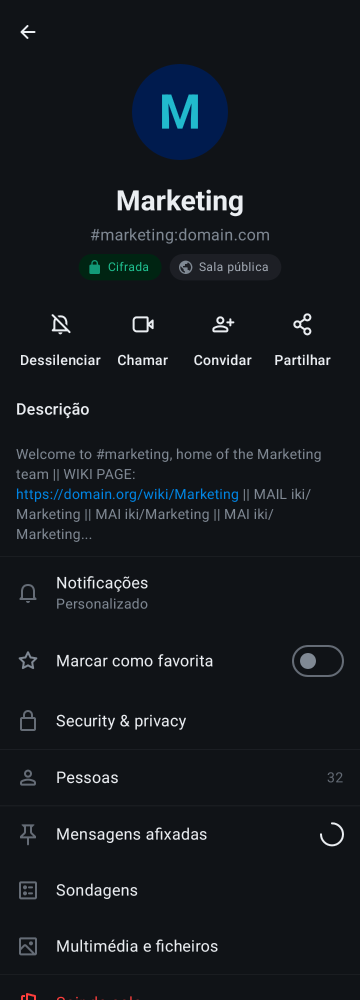 M
Marketing
#marketing:domain.com
Cifrada Sala pública
Dessilenciar Chamar Convidar Partilhar
Descrição
Welcome to #marketing, home of the Marketing
team || WIKI PAGE:
https://domain.org/wiki/Marketing || MAIL iki/
Marketing || MAI iki/Marketing || MAI iki/
Marketing...
Notificações
Personalizado
Marcar como favorita
Security & privacy
Pessoas 32
Mensagens afixadas
Sondagens
Multimédia e ficheiros